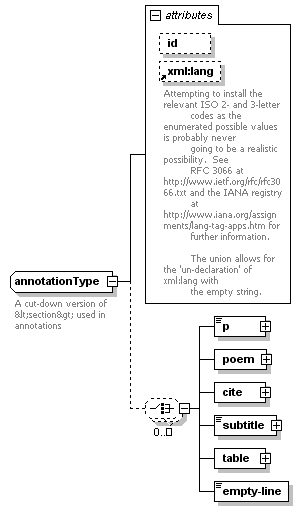 attributes
id
xml:lang
Attempting to install the
relevant ISO 2- and 3-letter
codes as the
enumerated possible values
is probably never
going to be a realistic
possibility. See
RFC 3066 at
http://www.ietf.org/rfc/rfc30
66.txt and the IANA registry
at
http://www.iana.org/assign
ments/lang-tag-apps.htm for
further information.
The union allows for
the 'un-declaration' of
xml:lang with
the empty string.
annotationType
A cut-down version of
&lt;section&gt; used in
annotations
p
poem
cite
0..□
subtitle
table
empty-line